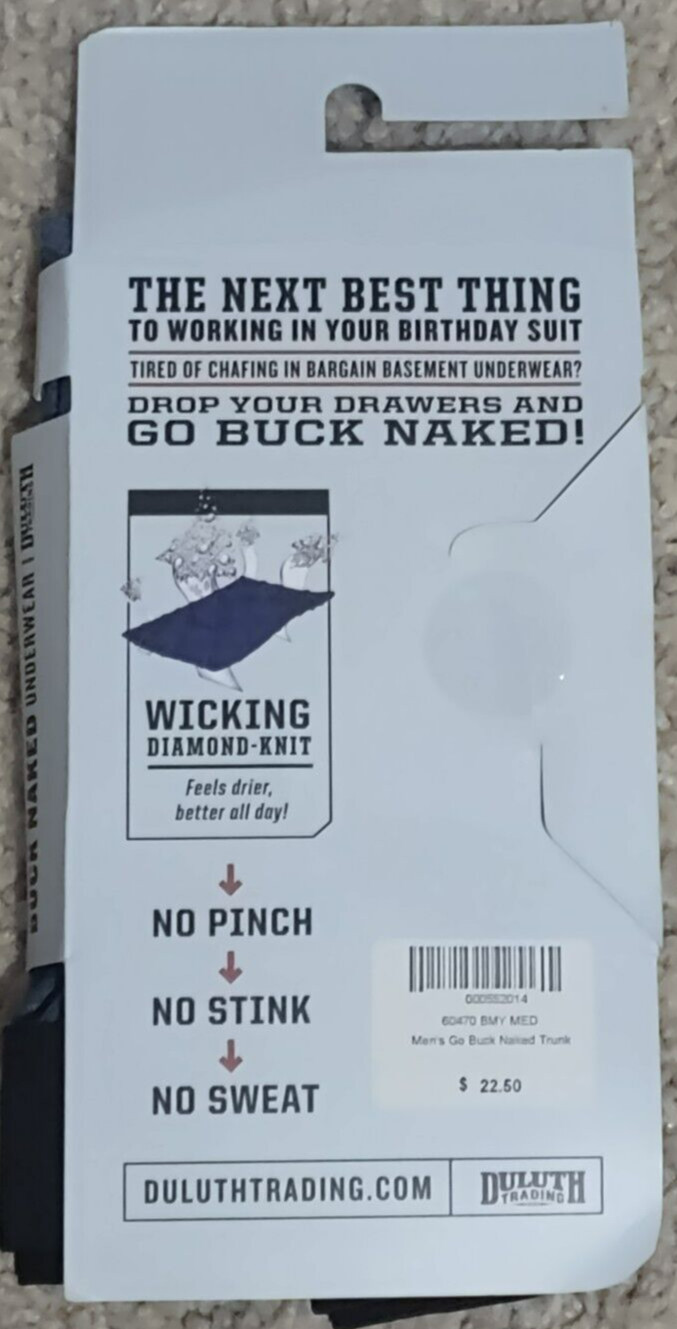 THE NEXT BEST THING
TO WORKING IN YOUR BIRTHDAY SUIT
TIRED OF CHAFING IN BARGAIN BASEMENT UNDERWEAR?
DROP YOUR DRAWERS AND
GO BUCK NAKED!
WICKING
DIAMOND-KNIT
Feels drier,
better all day!
NO PINCH
NO STINK
NO SWEAT
000552014
60470 BMY MED
Men's Go Buck Naked Trunk
$ 22.50
DULUTHTRADING.COM
DULUTH
TRADING
BUCK NAKED UNDERWEAR | DULUTH